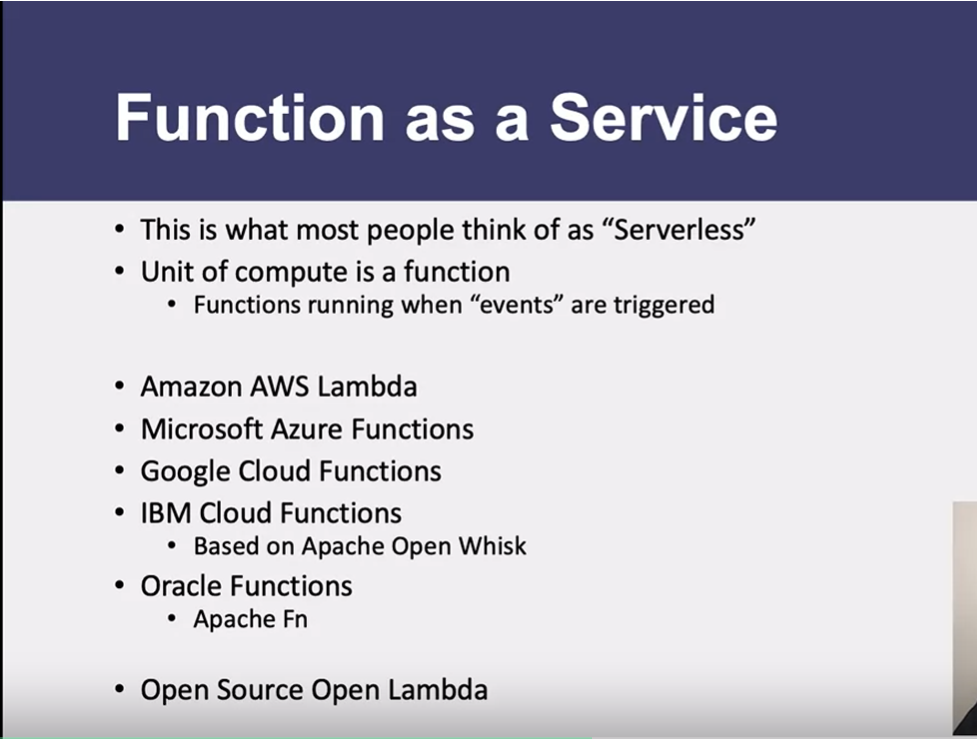 Function as a Service
• This is what most people think of as “Serverless”
• Unit of compute is a function
• Functions running when “events” are triggered
• Amazon AWS Lambda
• Microsoft Azure Functions
• Google Cloud Functions
• IBM Cloud Functions
• Based on Apache Open Whisk
• Oracle Functions
• Apache Fn
• Open Source Open Lambda